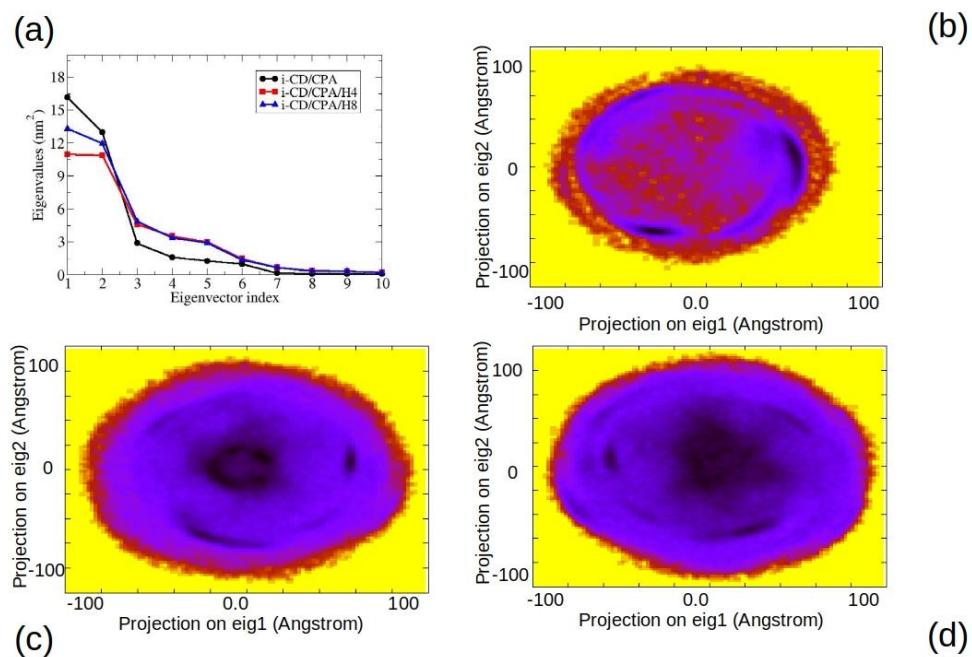 (a)
18
15
12
9
6
3
0
Eigenvalues (nm2)
i-CD/CPA
i-CD/CPA/H4
i-CD/CPA/H8
1 2 3 4 5 6 7 8 9 10
Eigenvector index
(b)
Projection on eig2 (Angstrom)
100
0
-100
-100 0.0 100
Projection on eig1 (Angstrom)
Projection on eig2 (Angstrom)
100
0
-100
-100 0.0 100
Projection on eig1 (Angstrom)
(c)
Projection on eig2 (Angstrom)
100
0
-100
-100 0.0 100
Projection on eig1 (Angstrom)
(d)